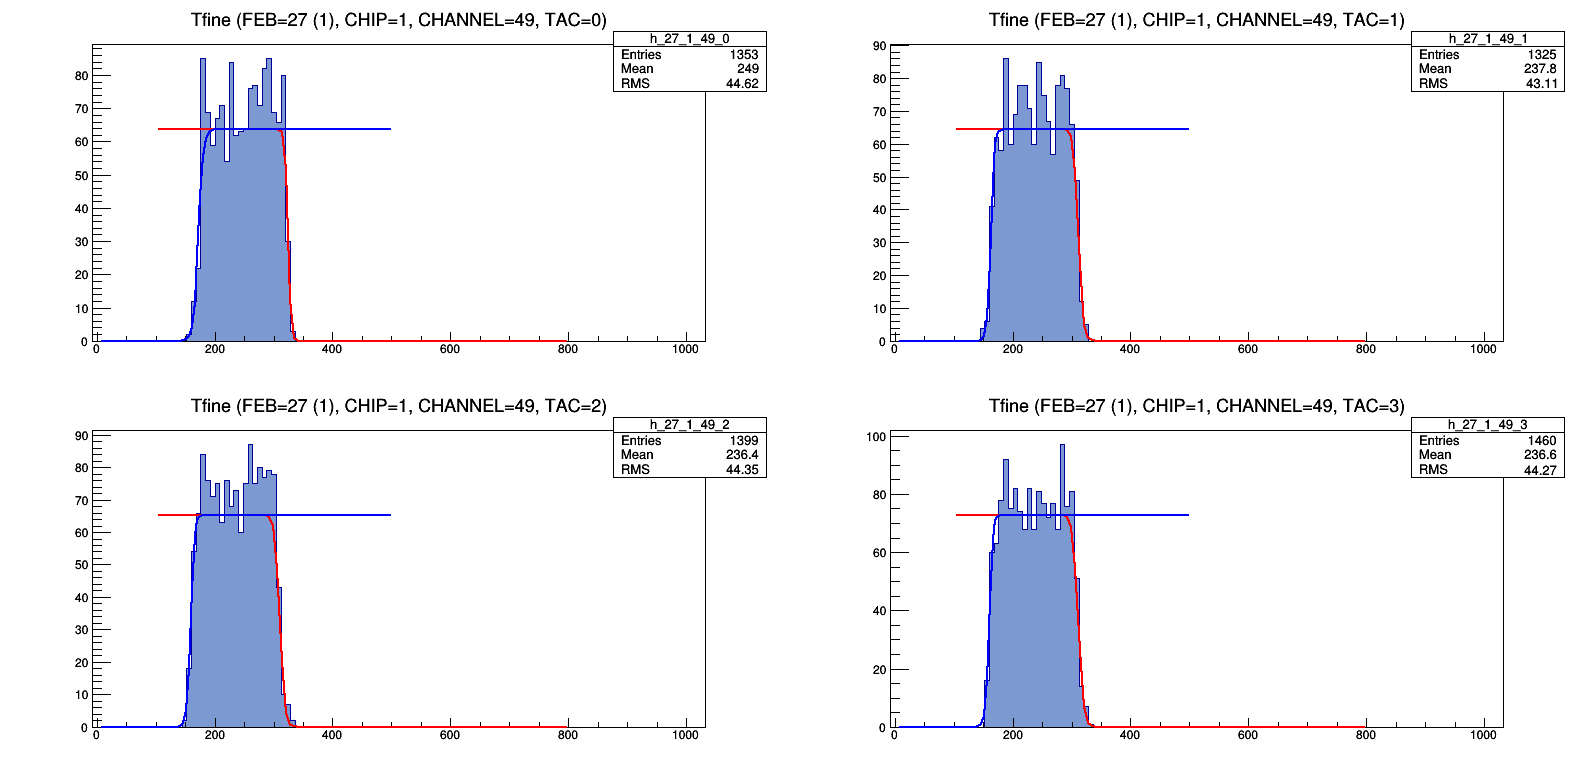 Tfine (FEB=27 (1), CHIP=1, CHANNEL=49, TAC=0)
h_27_1_49_0
Entries 1353
Mean 249
RMS 44.62
80
70
60
50
40
30
20
10
0
0 200 400 600 800 1000
Tfine (FEB=27 (1), CHIP=1, CHANNEL=49, TAC=1)
h_27_1_49_1
Entries 1325
Mean 237.8
RMS 43.11
90
80
70
60
50
40
30
20
10
0
0 200 400 600 800 1000
Tfine (FEB=27 (1), CHIP=1, CHANNEL=49, TAC=2)
h_27_1_49_2
Entries 1399
Mean 236.4
RMS 44.35
90
80
70
60
50
40
30
20
10
0
0 200 400 600 800 1000
Tfine (FEB=27 (1), CHIP=1, CHANNEL=49, TAC=3)
h_27_1_49_3
Entries 1460
Mean 236.6
RMS 44.27
100
80
60
40
20
0
0 200 400 600 800 1000